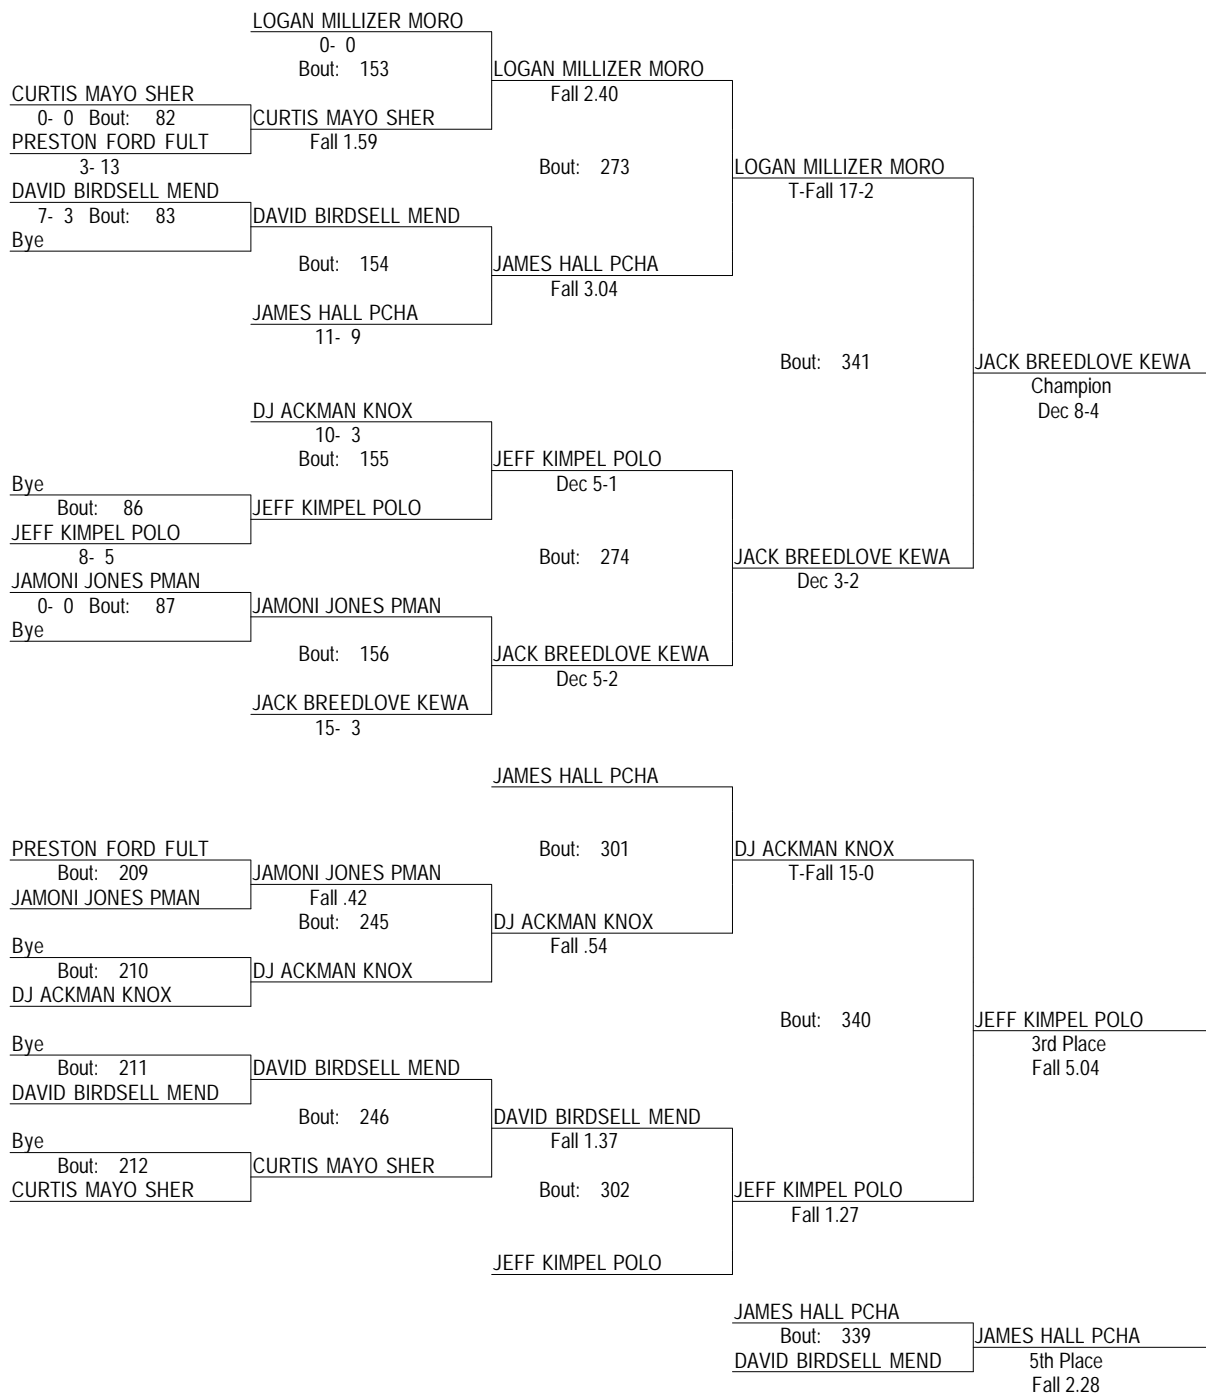 LOGAN MILLIZER MORO
0- 0
Bout: 153
LOGAN MILLIZER MORO
Fall 2.40
CURTIS MAYO SHER
0- 0 Bout: 82
CURTIS MAYO SHER
Fall 1.59
PRESTON FORD FULT
3- 13
Bout: 273
LOGAN MILLIZER MORO
T-Fall 17-2
DAVID BIRDSELL MEND
7- 3 Bout: 83
DAVID BIRDSELL MEND
Bye
Bout: 154
JAMES HALL PCHA
Fall 3.04
JAMES HALL PCHA
11- 9
Bout: 341
JACK BREEDLOVE KEWA
Champion
Dec 8-4
DJ ACKMAN KNOX
10- 3
Bout: 155
JEFF KIMPEL POLO
Dec 5-1
Bye
Bout: 86
JEFF KIMPEL POLO
JEFF KIMPEL POLO
8- 5
Bout: 274
JACK BREEDLOVE KEWA
Dec 3-2
JAMONI JONES PMAN
0- 0 Bout: 87
JAMONI JONES PMAN
Bye
Bout: 156
JACK BREEDLOVE KEWA
Dec 5-2
JACK BREEDLOVE KEWA
15- 3
JAMES HALL PCHA
PRESTON FORD FULT
Bout: 209
JAMONI JONES PMAN
JAMONI JONES PMAN
Fall .42
Bout: 245
Bout: 301
DJ ACKMAN KNOX
T-Fall 15-0
DJ ACKMAN KNOX
Fall .54
Bye
Bout: 210
DJ ACKMAN KNOX
DJ ACKMAN KNOX
Bout: 340
JEFF KIMPEL POLO
3rd Place
Fall 5.04
Bye
Bout: 211
DAVID BIRDSELL MEND
DAVID BIRDSELL MEND
Bout: 246
DAVID BIRDSELL MEND
Fall 1.37
Bye
Bout: 212
CURTIS MAYO SHER
CURTIS MAYO SHER
Bout: 302
JEFF KIMPEL POLO
Fall 1.27
JEFF KIMPEL POLO
JAMES HALL PCHA
Bout: 339
DAVID BIRDSELL MEND
JAMES HALL PCHA
5th Place
Fall 2.28